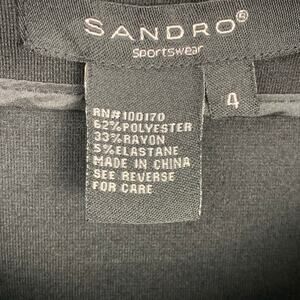 SANDRO®
Sportswear
4
RN#100170
62%POLYESTER
33%RAYON
5%ELASTANE
MADE IN CHINA
SEE REVERSE
FOR CARE